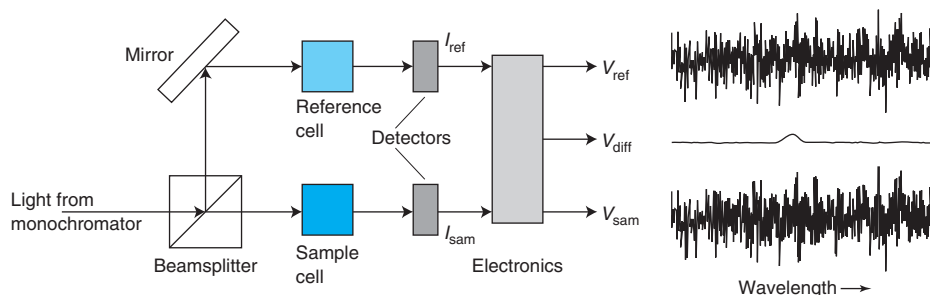 Mirror
I_ref
V_ref
Reference
cell
Detectors
V_diff
Light from
monochromator
I_sam
V_sam
Beamsplitter
Sample
cell
Electronics
Wavelength